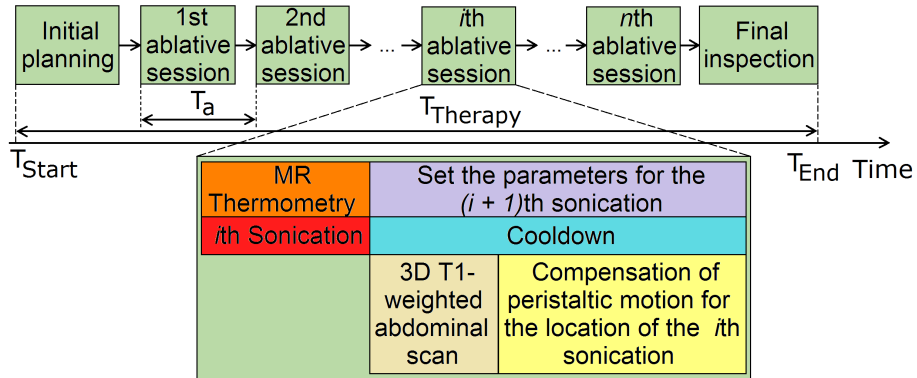 Initial
planning
1st
ablative
session
2nd
ablative
session
...
ith
ablative
session
...
nth
ablative
session
Final
inspection
Ta
TTherapy
TStart
TEnd Time
MR
Thermometry
Set the parameters for the
(i + 1)th sonication
ith Sonication
Cooldown
3D T1-
weighted
abdominal
scan
Compensation of
peristaltic motion for
the location of the ith
sonication